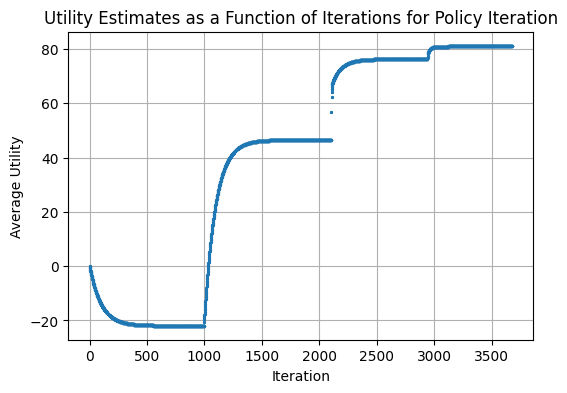 Utility Estimates as a Function of Iterations for Policy Iteration
80
60
40
20
0
−20
Average Utility
0 500 1000 1500 2000 2500 3000 3500
Iteration